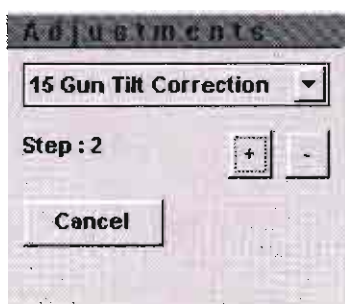 Adjustments
15 Gun Tilt Correction
Step : 2
+ -
Cancel